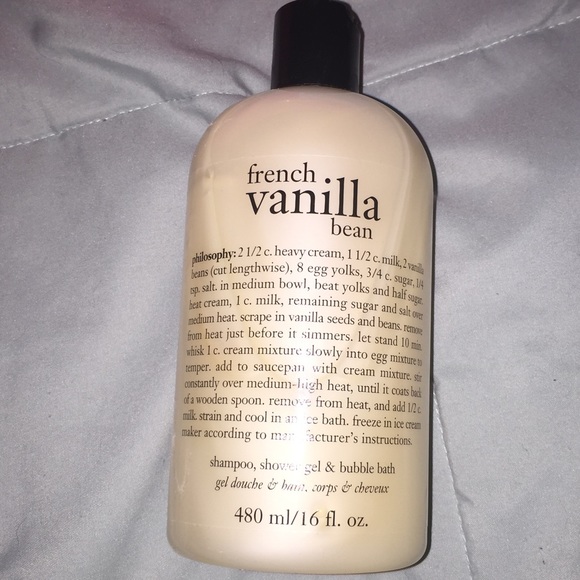 french
vanilla
bean
philosophy: 2 1/2 c. heavy cream, 1 1/2 c. milk, 2 vanilla
beans (cut lengthwise), 8 egg yolks, 3/4 c. sugar, 1/4
tsp. salt. in medium bowl, beat yolks and half sugar.
heat cream, 1 c. milk, remaining sugar and salt over
medium heat. scrape in vanilla seeds and beans. remove
from heat just before it simmers. let stand 10 min.
whisk 1 c. cream mixture slowly into egg mixture to
temper. add to saucepan with cream mixture. stir
constantly over medium-high heat, until it coats back
of a wooden spoon. remove from heat, and add 1/2 c.
milk. strain and cool in an ice bath. freeze in ice cream
maker according to manufacturer's instructions.
shampoo, shower gel & bubble bath
gel douche & bain, corps & cheveux
480 ml/16 fl. oz.